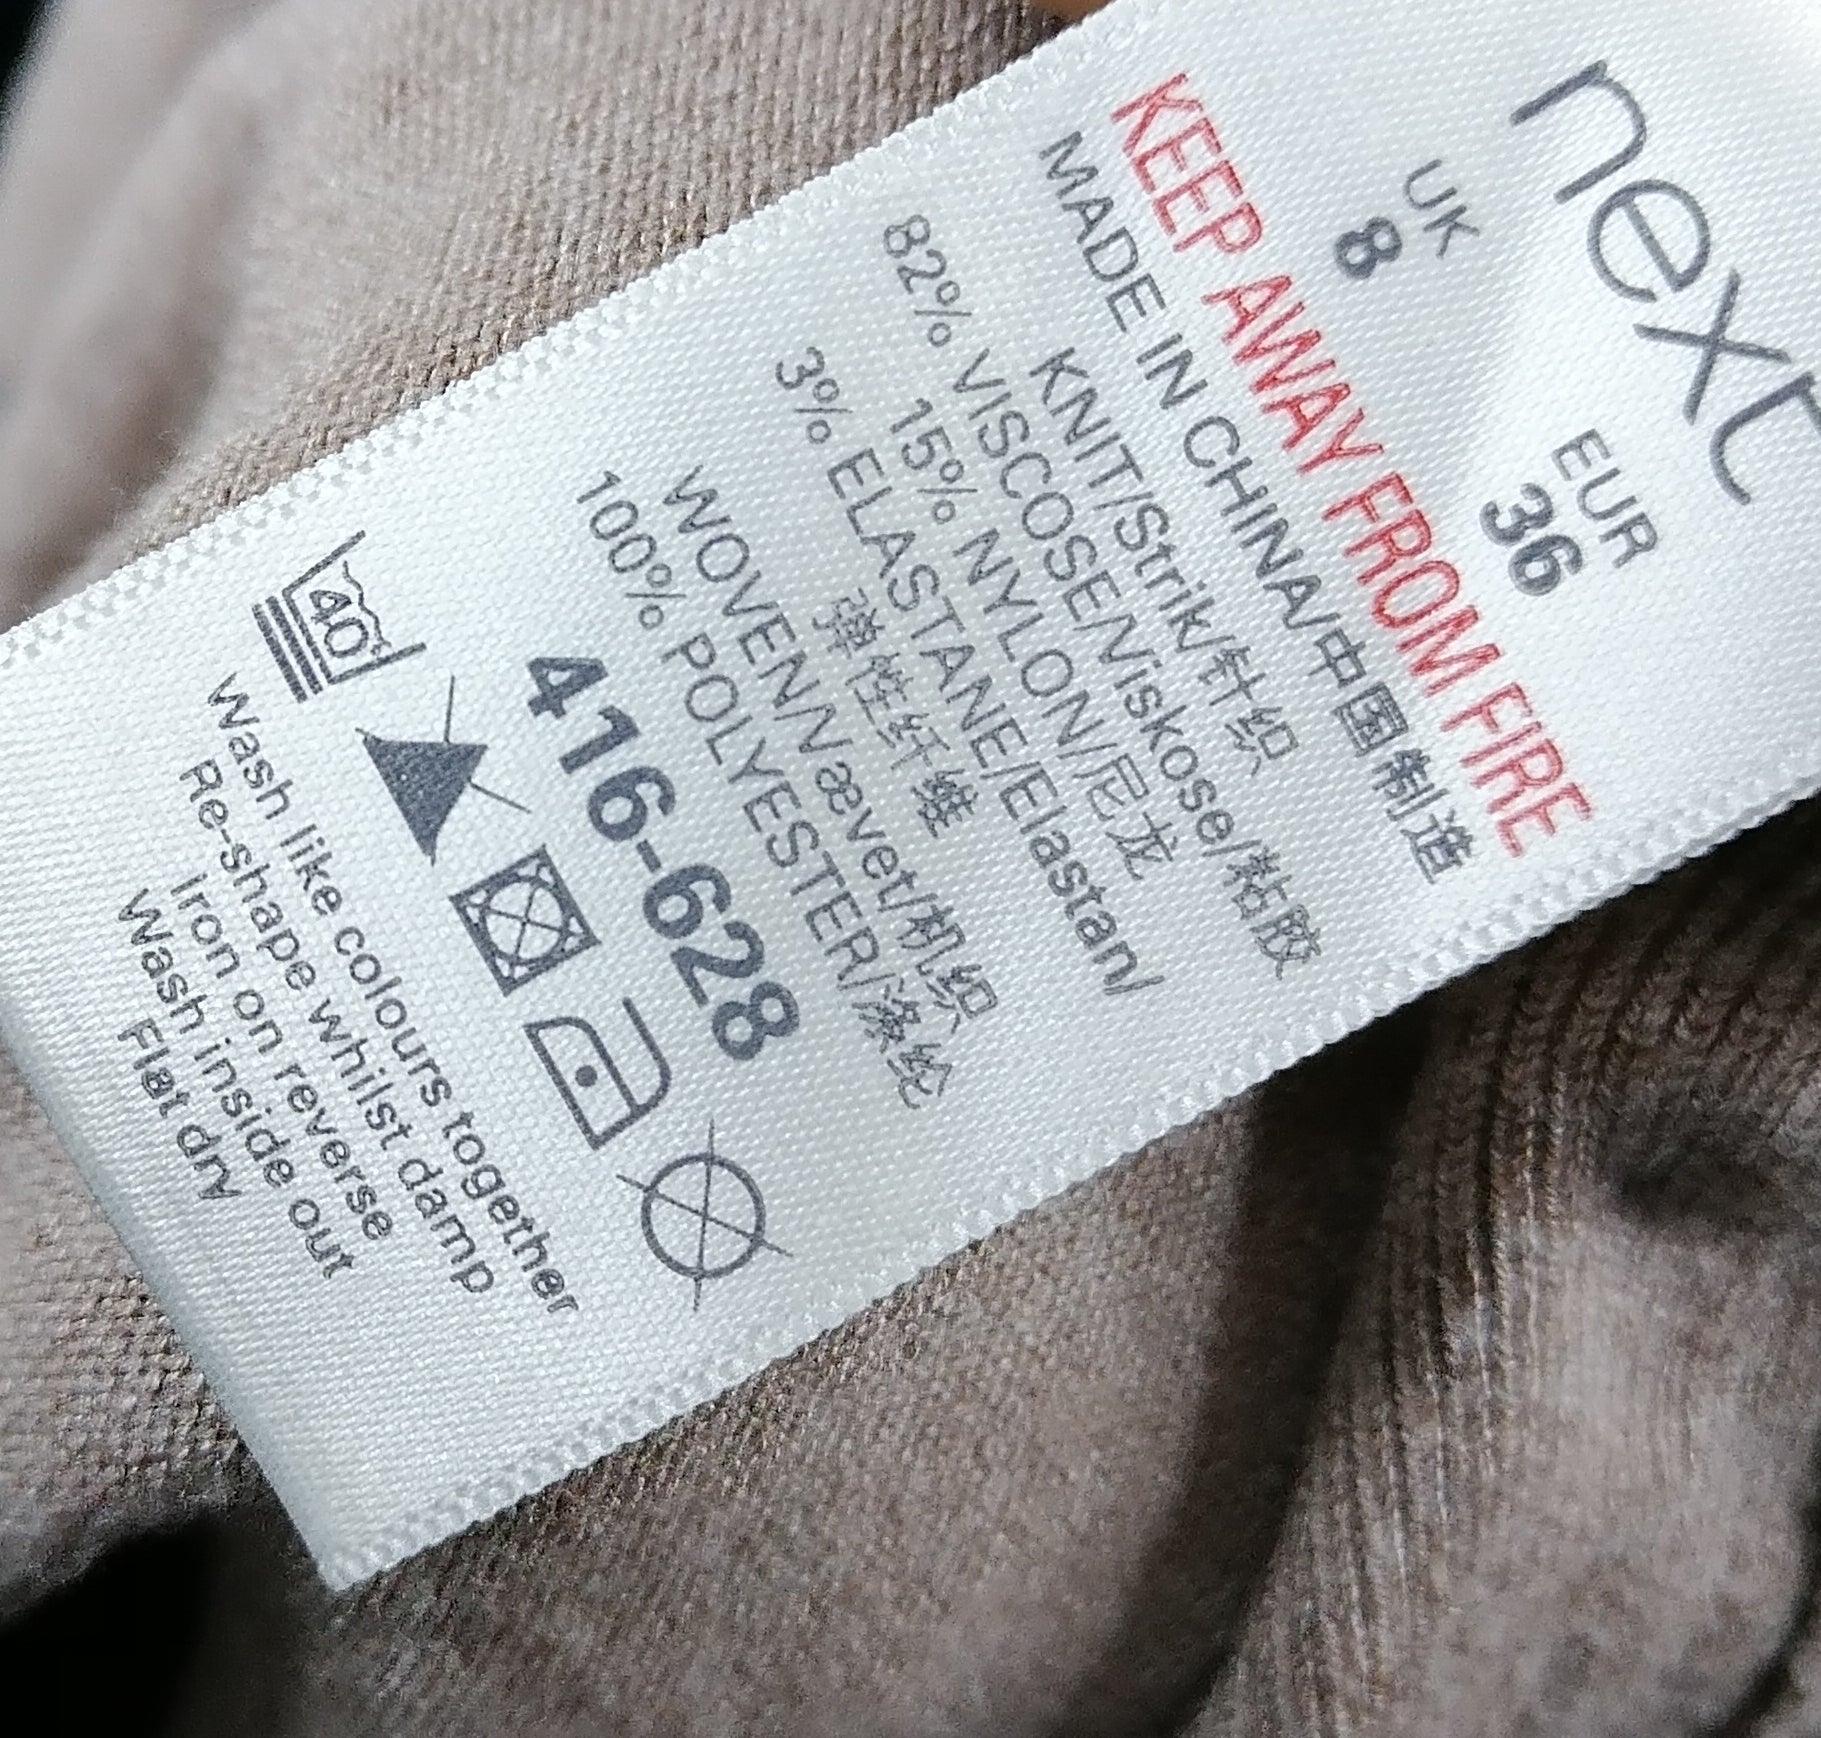 next
UK EUR
8 36
KEEP AWAY FROM FIRE
MADE IN CHINA/中国制造
KNIT/Strik/针织
82% VISCOSE/Viskose/粘胶
15% NYLON/尼龙
3% ELASTANE/Elastan/
弹性纤维
WOVEN/Vævet/机织
100% POLYESTER/涤纶
416-628
40
Wash like colours together
Re-shape whilst damp
Iron on reverse
Wash inside out
Flat dry